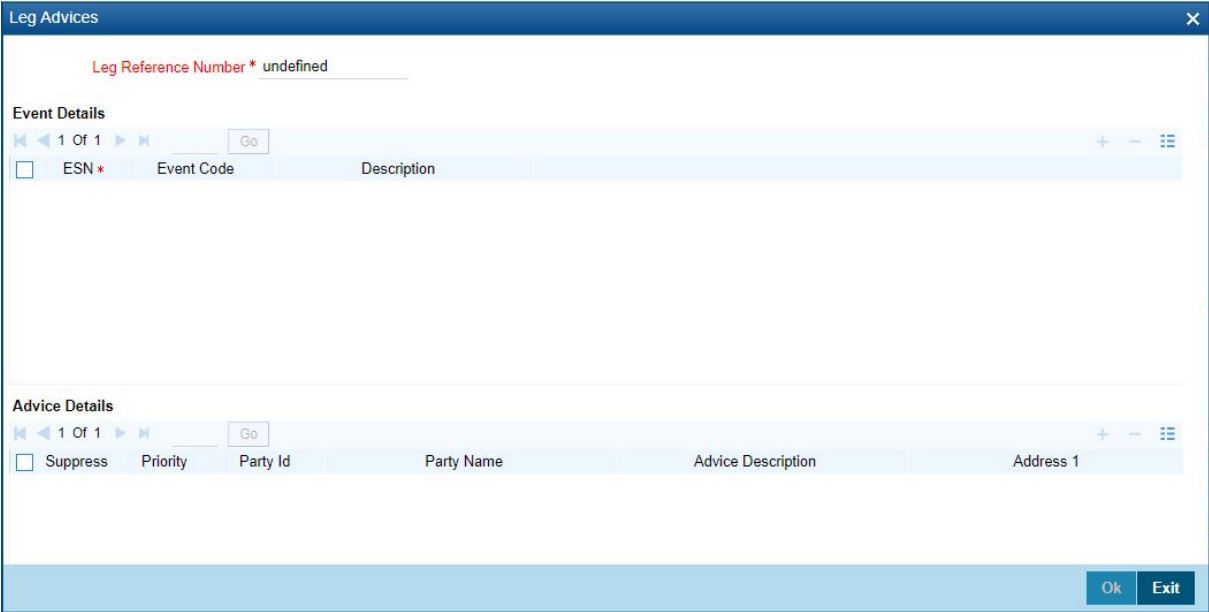 Leg Advices
Leg Reference Number * undefined
Event Details
1 Of 1 Go
ESN * Event Code Description
Advice Details
1 Of 1 Go
Suppress Priority Party Id Party Name Advice Description Address 1
Ok Exit